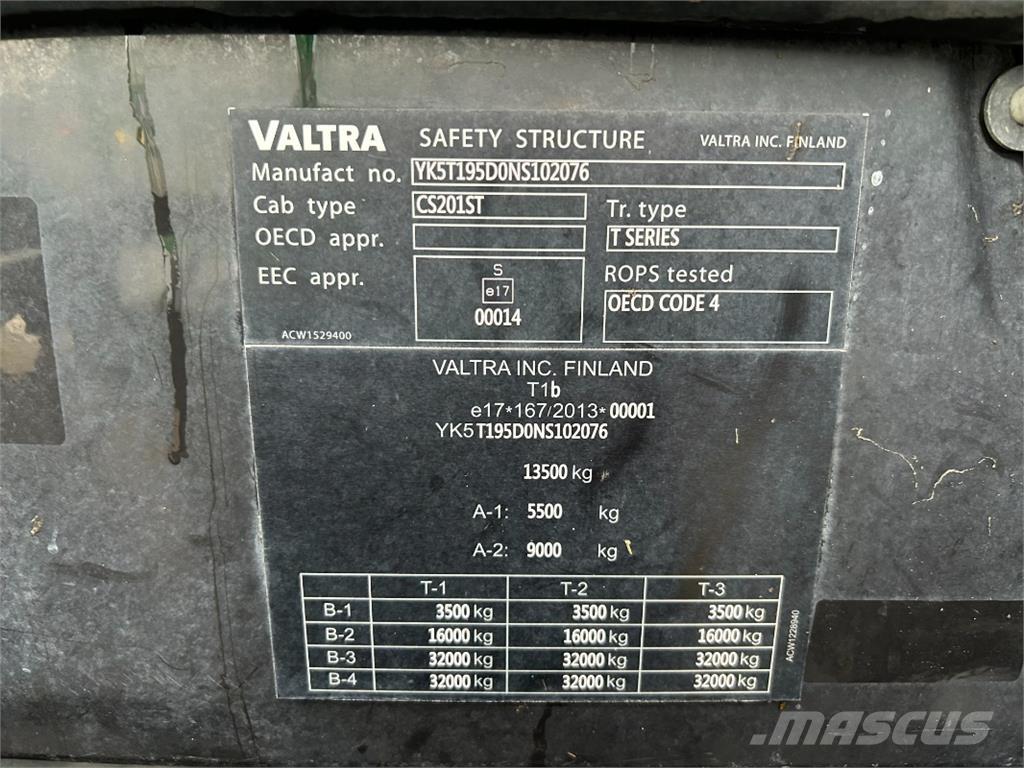 VALTRA SAFETY STRUCTURE VALTRA INC. FINLAND
Manufact no. YK5T195D0NS102076
Cab type CS201ST Tr. type
OECD appr. T SERIES
EEC appr. S ROPS tested
e17 OECD CODE 4
00014
ACW1529400
VALTRA INC. FINLAND
T1b
e17*167/2013*00001
YK5T195D0NS102076
13500 kg
A-1: 5500 kg
A-2: 9000 kg
T-1 T-2 T-3
B-1 3500 kg 3500 kg 3500 kg
B-2 16000 kg 16000 kg 16000 kg
B-3 32000 kg 32000 kg 32000 kg
B-4 32000 kg 32000 kg 32000 kg
ACW1228940
MASCUS